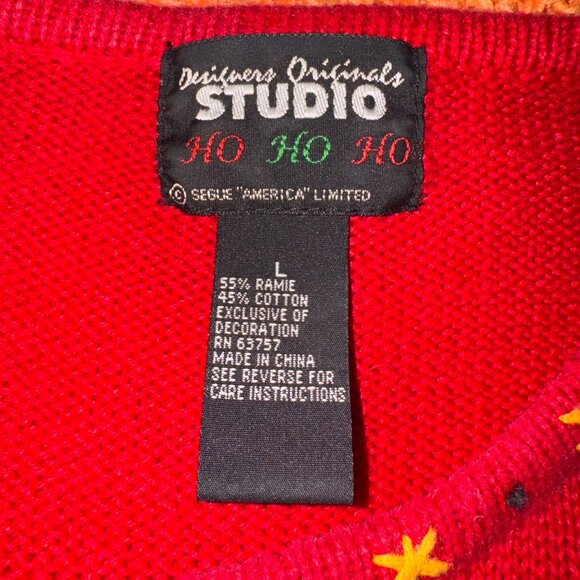 Designers Originals
STUDIO
HO HO HO
© SEGUE "AMERICA" LIMITED
L
55% RAMIE
45% COTTON
EXCLUSIVE OF
DECORATION
RN 63757
MADE IN CHINA
SEE REVERSE FOR
CARE INSTRUCTIONS